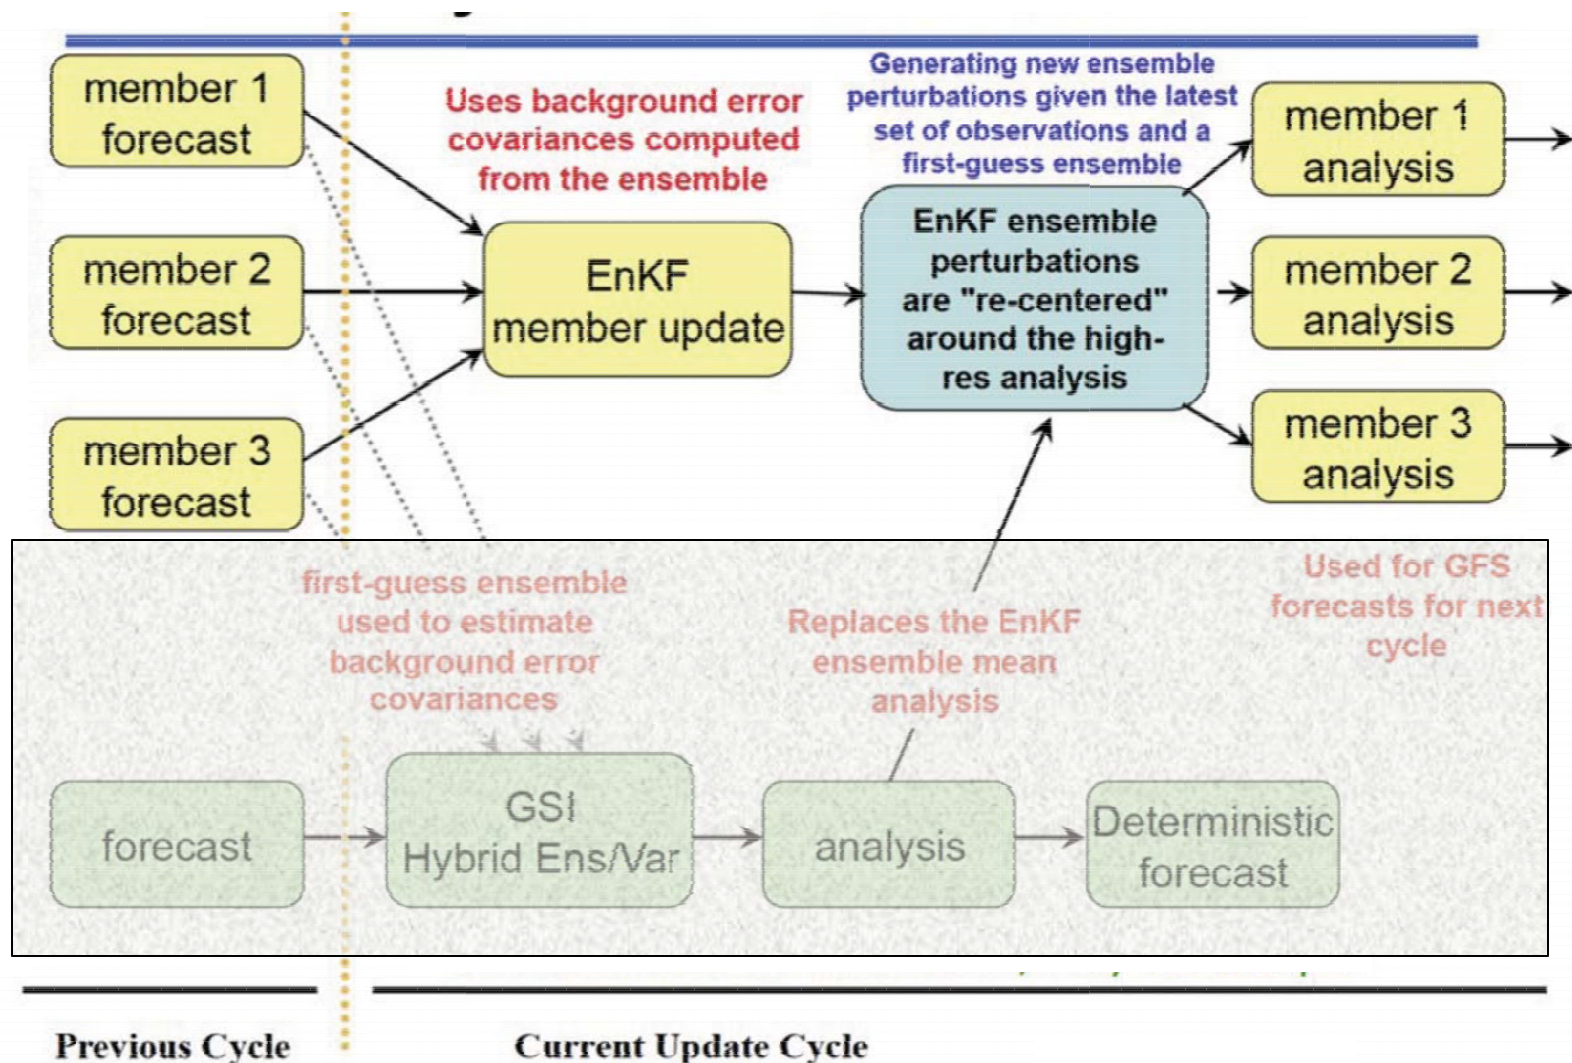 member 1
forecast
member 2
forecast
member 3
forecast
Uses background error
covariances computed
from the ensemble
EnKF
member update
Generating new ensemble
perturbations given the latest
set of observations and a
first-guess ensemble
EnKF ensemble
perturbations
are "re-centered"
around the high-
res analysis
member 1
analysis
member 2
analysis
member 3
analysis
first-guess ensemble
used to estimate
background error
covariances
Replaces the EnKF
ensemble mean
analysis
Used for GFS
forecasts for next
cycle
forecast
GSI
Hybrid Ens/Var
analysis
Deterministic
forecast
Previous Cycle
Current Update Cycle